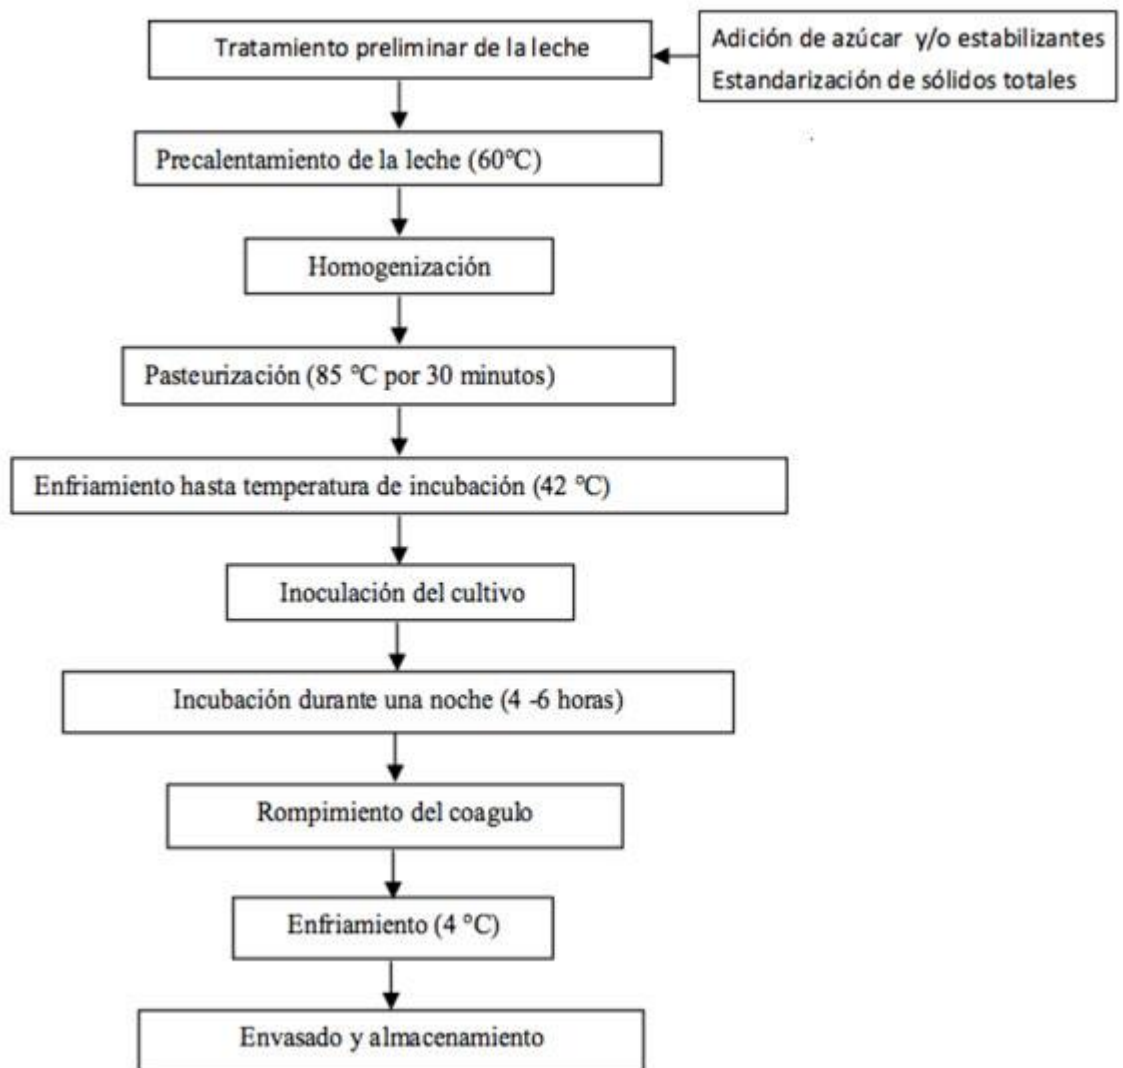 Tratamiento preliminar de la leche
Adición de azúcar y/o estabilizantes
Estandarización de sólidos totales
Precalentamiento de la leche (60°C)
Homogenización
Pasteurización (85 °C por 30 minutos)
Enfriamiento hasta temperatura de incubación (42 °C)
Inoculación del cultivo
Incubación durante una noche (4 -6 horas)
Rompimiento del coagulo
Enfriamiento (4 °C)
Envasado y almacenamiento